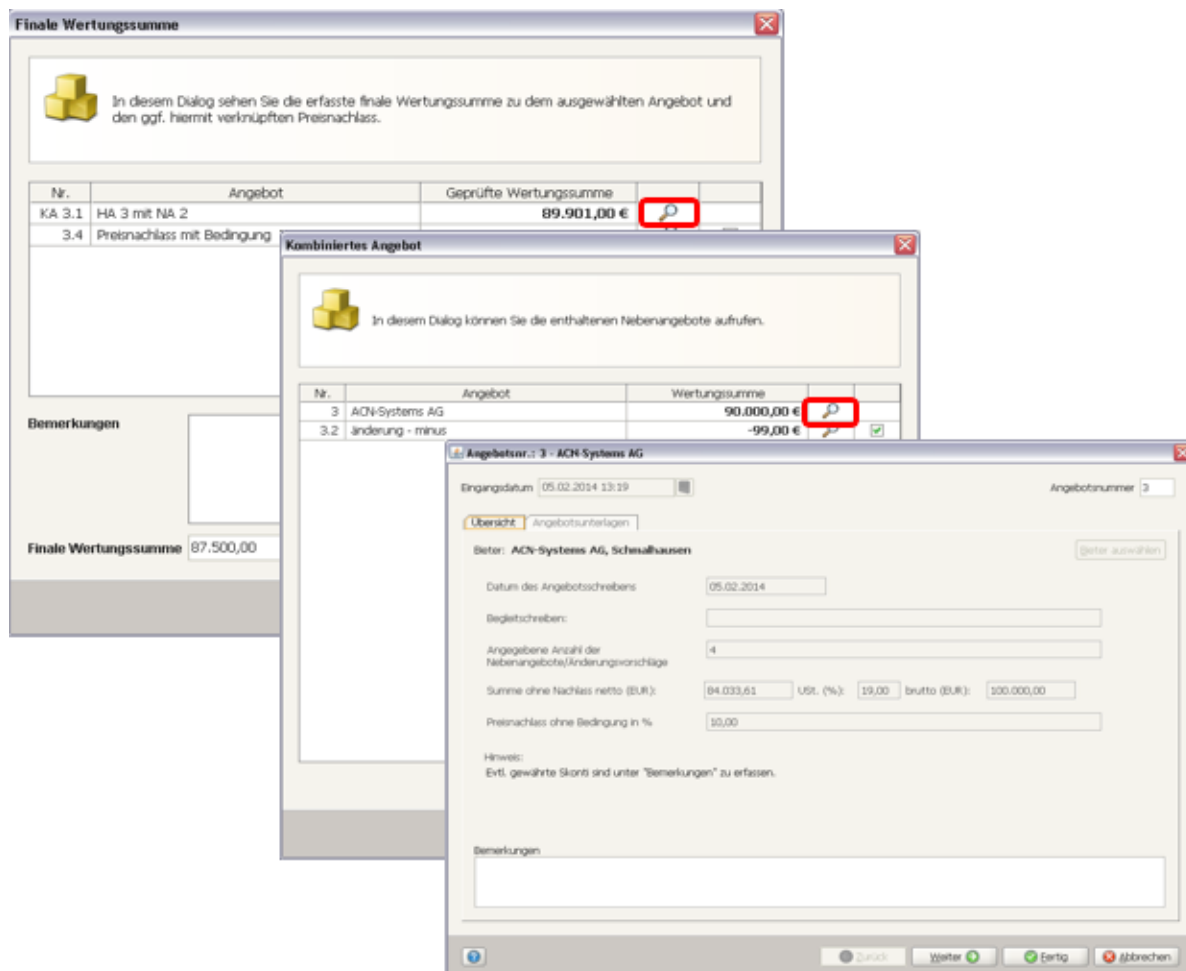 Finale Wertungssumme
In diesem Dialog sehen Sie die erfasste finale Wertungssumme zu dem ausgewählten Angebot und
den ggf. hiermit verknüpften Preisnachlass.
Nr. Angebot Geprüfte Wertungssumme
KA 3.1 HA 3 mit NA 2 89.901,00 €
3.4 Preisnachlass mit Bedingung
Bemerkungen
Finale Wertungssumme 87.500,00
Kombiniertes Angebot
In diesem Dialog können Sie die enthaltenen Nebenangebote aufrufen.
Nr. Angebot Wertungssumme
3 ACN-Systems AG 90.000,00 €
3.2 änderung - minus -99,00 €
Angebotsnr.: 3 - ACN-Systems AG
Eingangsdatum 05.02.2014 13:19 Angebotsnummer 3
Übersicht Angebotsunterlagen
Bieter: ACN-Systems AG, Schmalhausen Bieter auswählen
Datum des Angebotsschreibens 05.02.2014
Begleitschreiben:
Angegebene Anzahl der
Nebenangebote/Änderungsvorschläge 4
Summe ohne Nachlass netto (EUR): 84.033,61 USt. (%): 19,00 brutto (EUR): 100.000,00
Preisnachlass ohne Bedingung in % 10,00
Hinweis:
Evtl. gewährte Skonti sind unter "Bemerkungen" zu erfassen.
Bemerkungen
Zurück Weiter Fertig Abbrechen